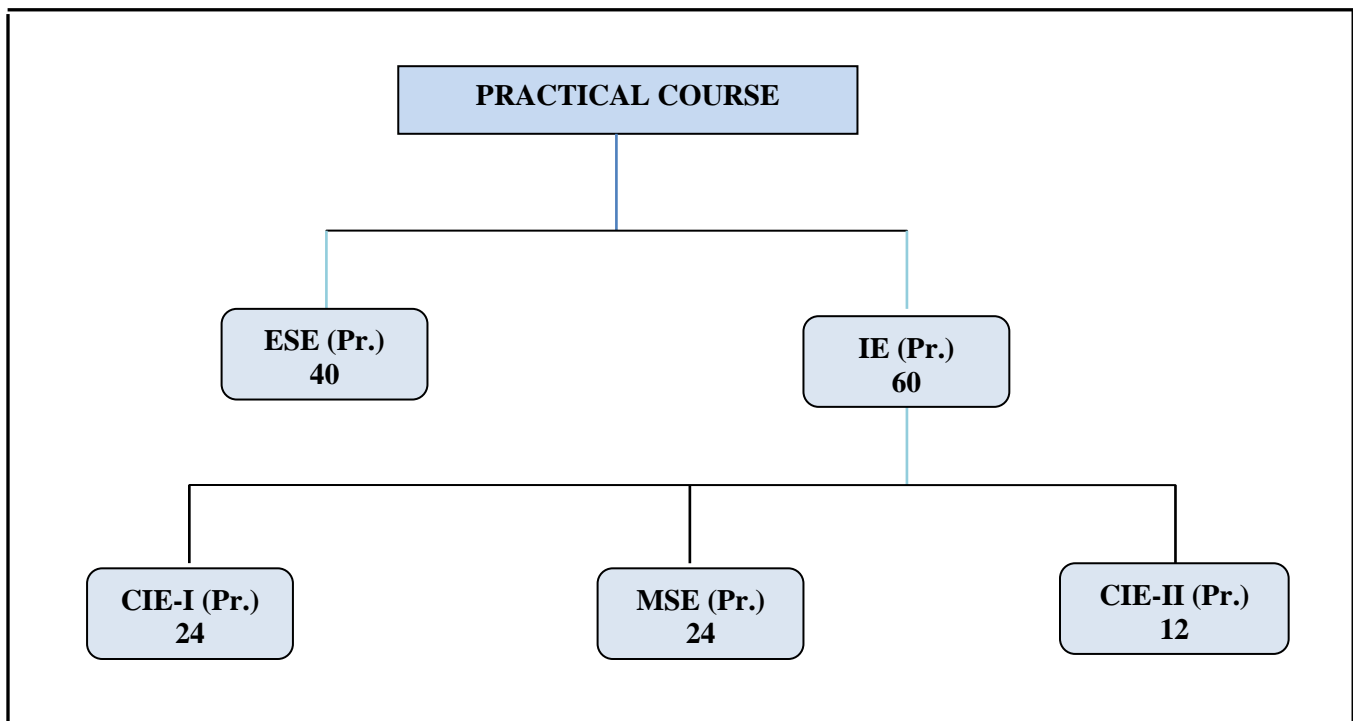 PRACTICAL COURSE
ESE (Pr.)
40
IE (Pr.)
60
CIE-I (Pr.)
24
MSE (Pr.)
24
CIE-II (Pr.)
12